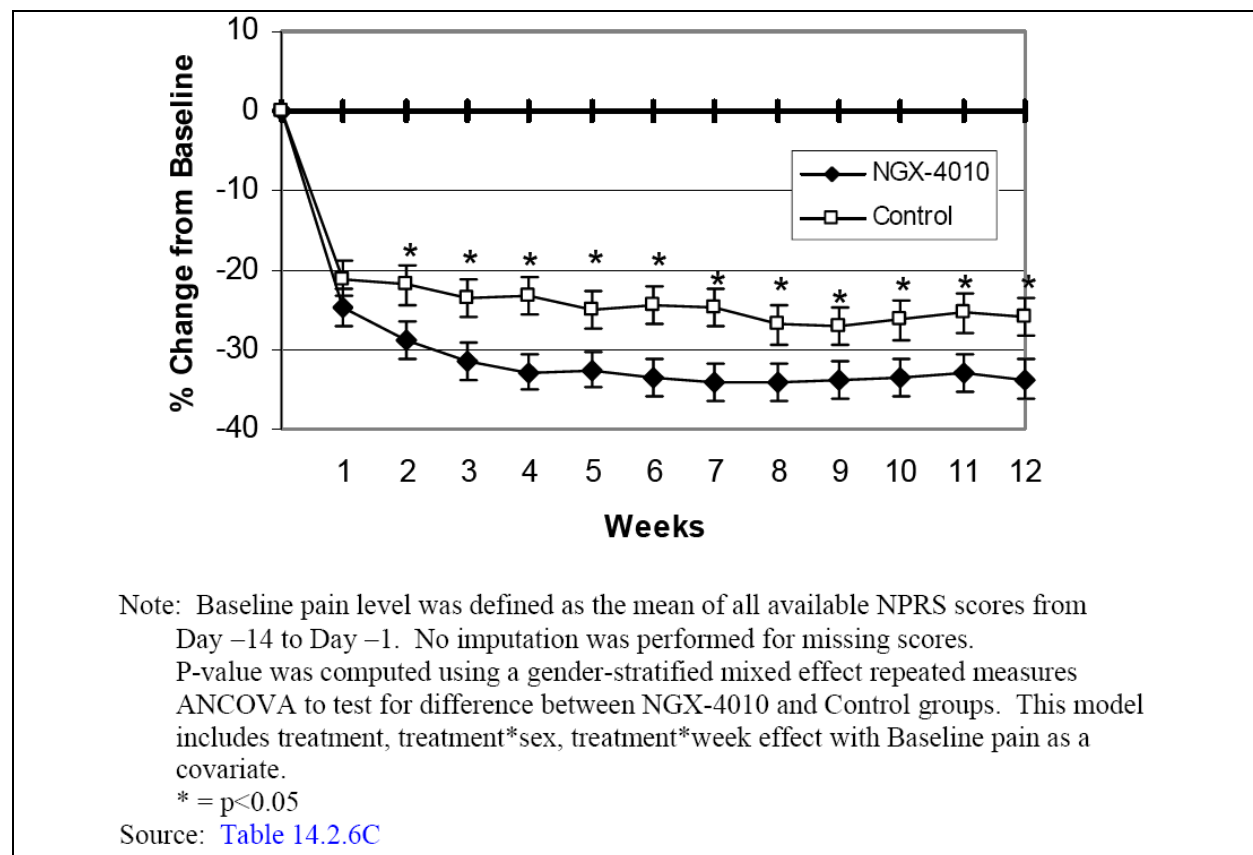 10
0
-10
-20
-30
-40
% Change from Baseline
NGX-4010
Control
* * * * * * * * * * *
1 2 3 4 5 6 7 8 9 10 11 12
Weeks
Note: Baseline pain level was defined as the mean of all available NPRS scores from
Day –14 to Day –1. No imputation was performed for missing scores.
P-value was computed using a gender-stratified mixed effect repeated measures
ANCOVA to test for difference between NGX-4010 and Control groups. This model
includes treatment, treatment*sex, treatment*week effect with Baseline pain as a
covariate.
* = p<0.05
Source: Table 14.2.6C